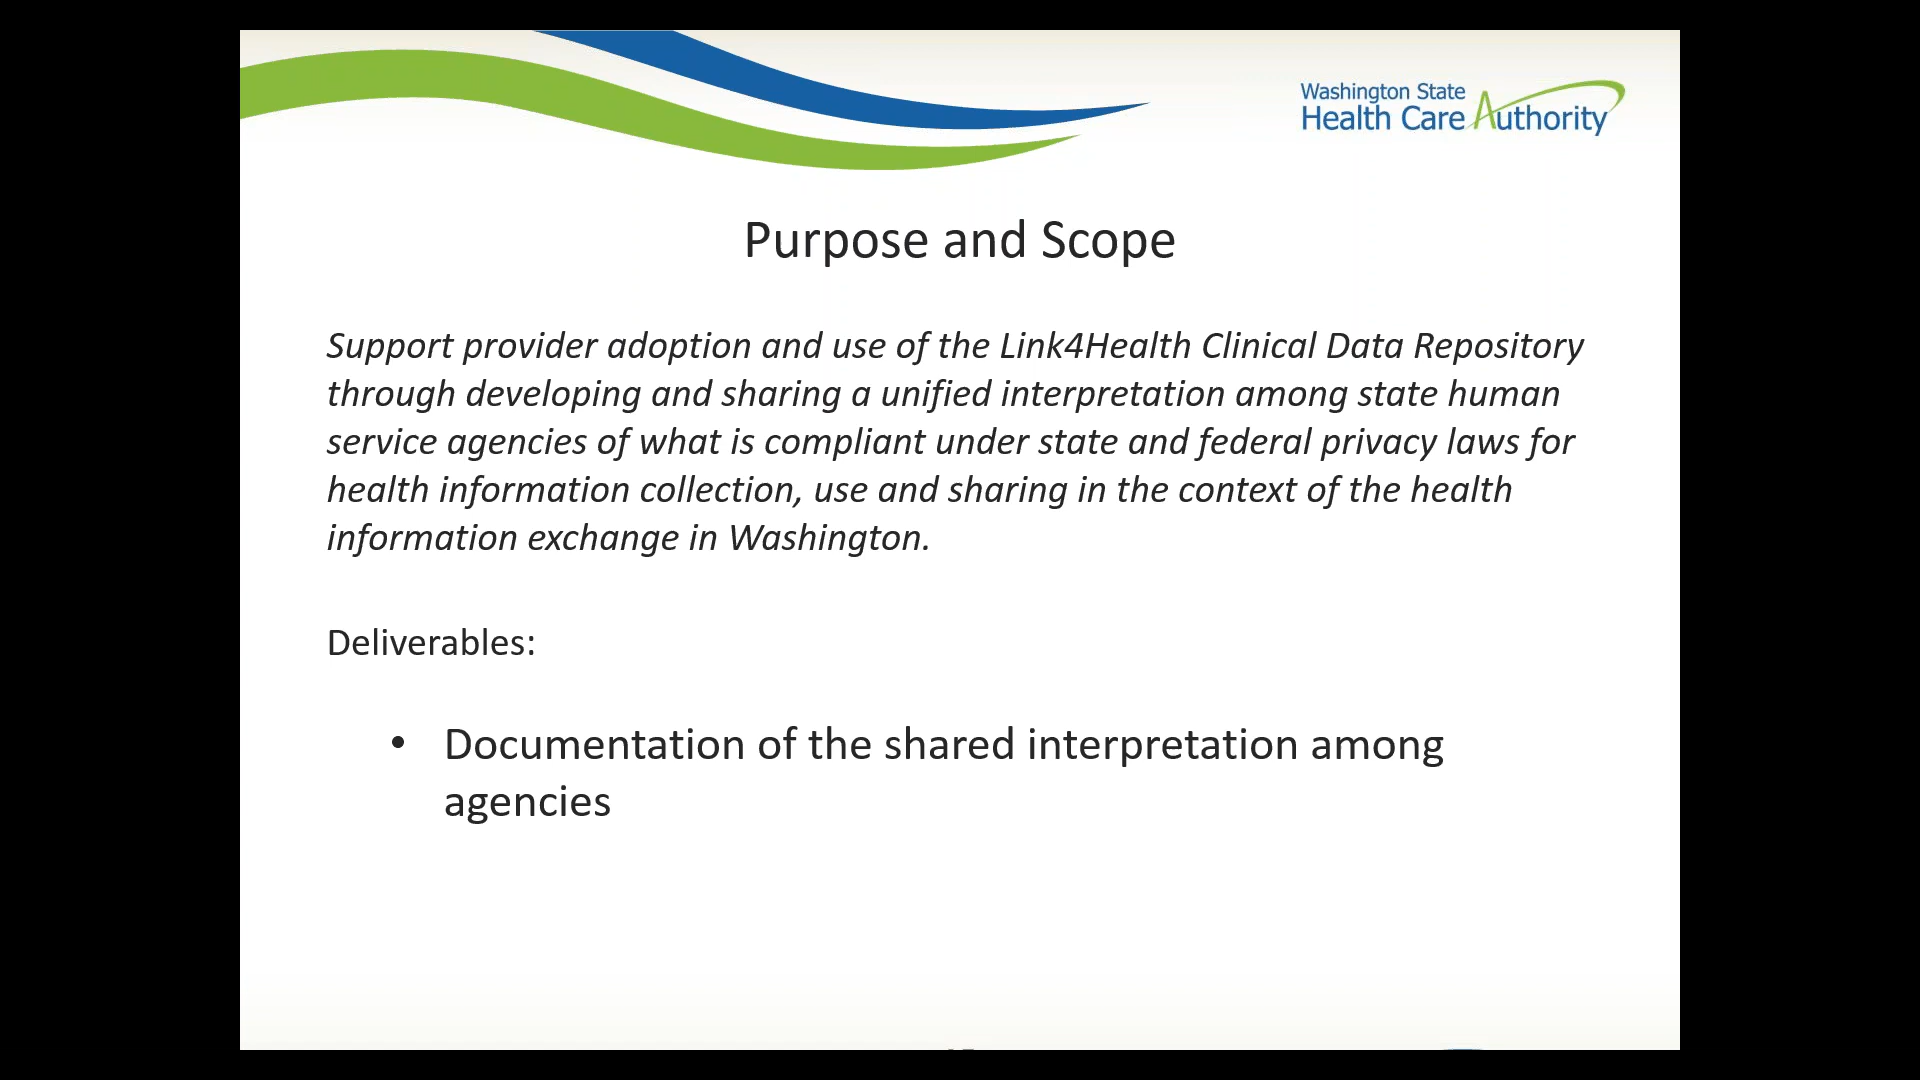 Washington State
Health Care Authority
Purpose and Scope
Support provider adoption and use of the Link4Health Clinical Data Repository
through developing and sharing a unified interpretation among state human
service agencies of what is compliant under state and federal privacy laws for
health information collection, use and sharing in the context of the health
information exchange in Washington.
Deliverables:
• Documentation of the shared interpretation among
agencies